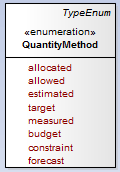 TypeEnum
«enumeration»
QuantityMethod
allocated
allowed
estimated
target
measured
budget
constraint
forecast